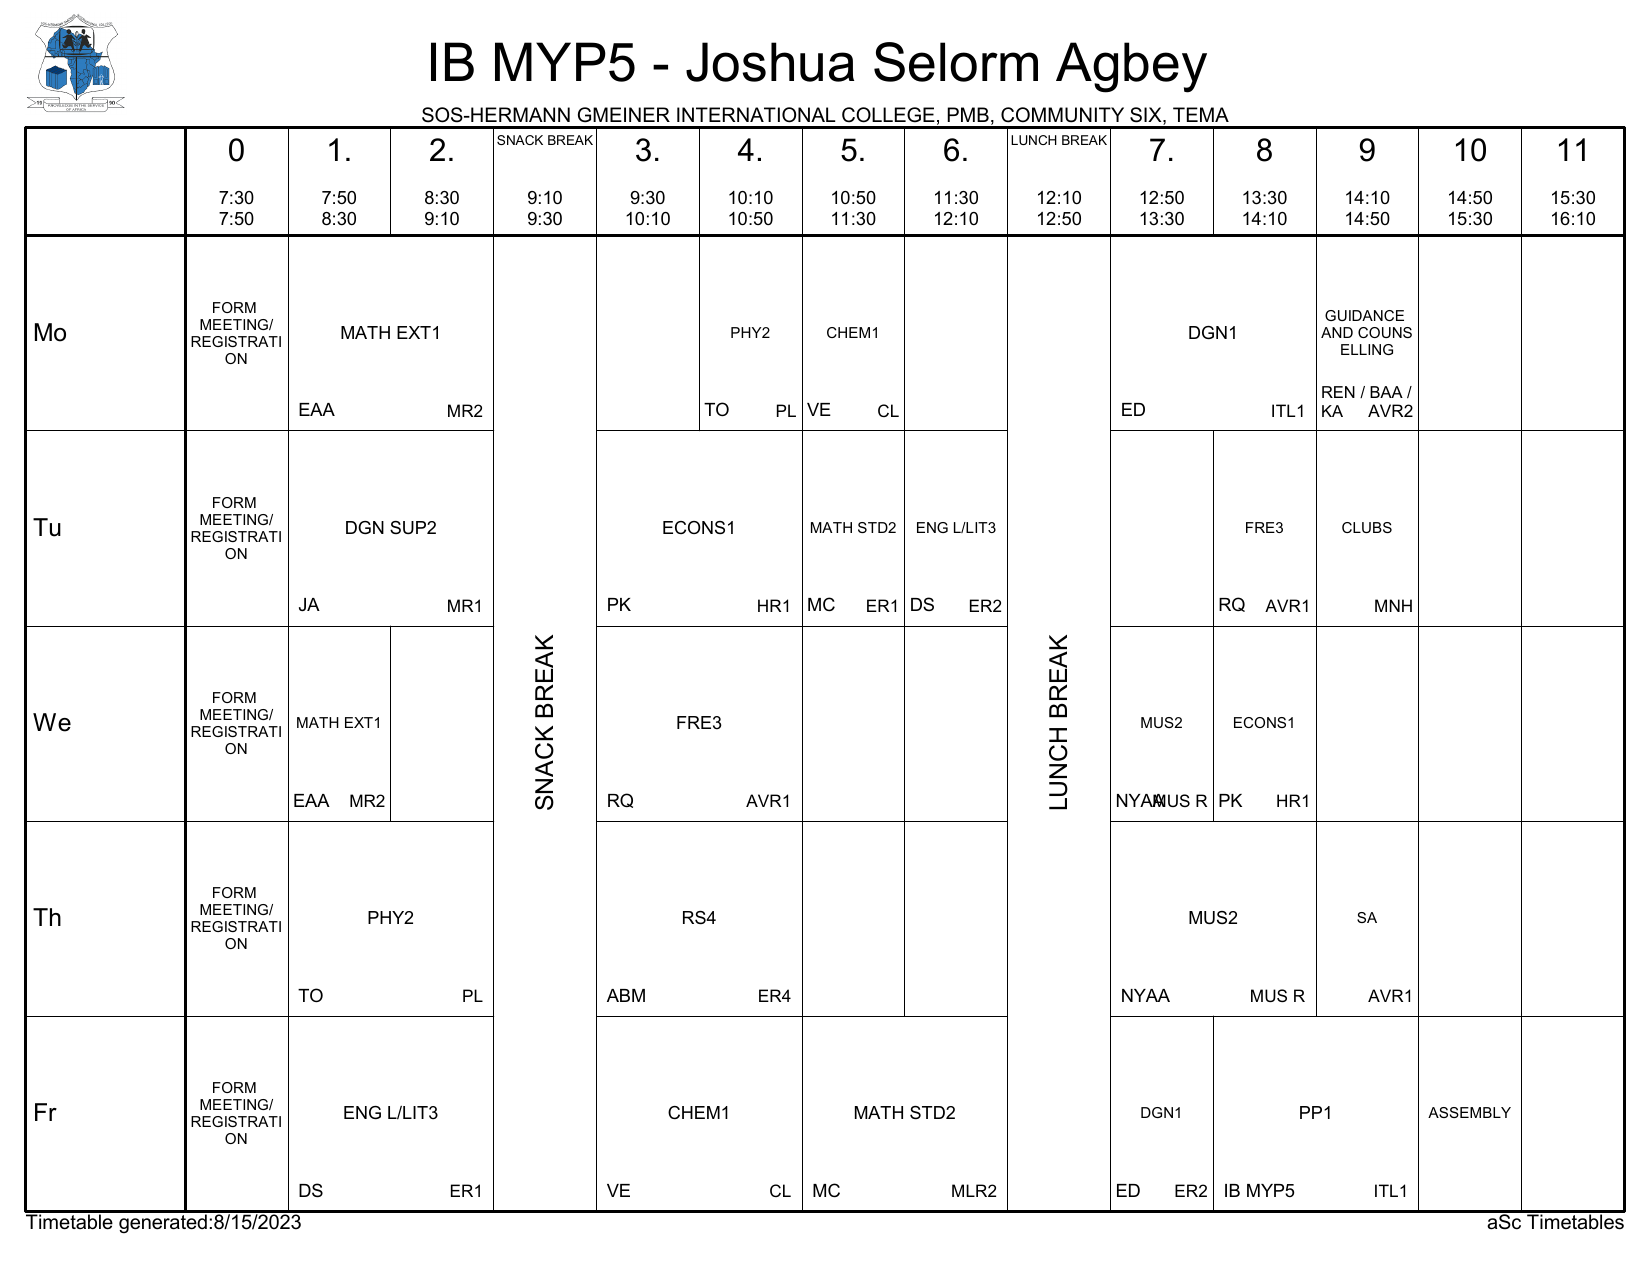 IB MYP5 - Joshua Selorm Agbey
SOS-HERMANN GMEINER INTERNATIONAL COLLEGE, PMB, COMMUNITY SIX, TEMA
0 1. 2. SNACK BREAK 3. 4. 5. 6. LUNCH BREAK 7. 8 9 10 11
7:30 7:50 8:30 9:10 9:30 10:10 10:50 11:30 12:10 12:50 13:30 14:10 14:50 15:30
7:50 8:30 9:10 9:30 10:10 10:50 11:30 12:10 12:50 13:30 14:10 14:50 15:30 16:10
Mo
FORM
MEETING/
REGISTRATI
ON
MATH EXT1
EAA MR2
PHY2
TO PL
CHEM1
VE CL
DGN1
ED ITL1
GUIDANCE
AND COUNS
ELLING
REN / BAA /
KA AVR2
Tu
FORM
MEETING/
REGISTRATI
ON
DGN SUP2
JA MR1
ECONS1
PK HR1
MATH STD2
MC ER1
ENG L/LIT3
DS ER2
FRE3
RQ AVR1
CLUBS
MNH
We
FORM
MEETING/
REGISTRATI
ON
MATH EXT1
EAA MR2
SNACK BREAK
FRE3
RQ AVR1
LUNCH BREAK
MUS2
NYAA MUS R
ECONS1
PK HR1
Th
FORM
MEETING/
REGISTRATI
ON
PHY2
TO PL
RS4
ABM ER4
MUS2
NYAA MUS R
SA
AVR1
Fr
FORM
MEETING/
REGISTRATI
ON
ENG L/LIT3
DS ER1
CHEM1
VE CL
MATH STD2
MC MLR2
DGN1
ED ER2
PP1
IB MYP5 ITL1
ASSEMBLY
Timetable generated:8/15/2023
aSc Timetables